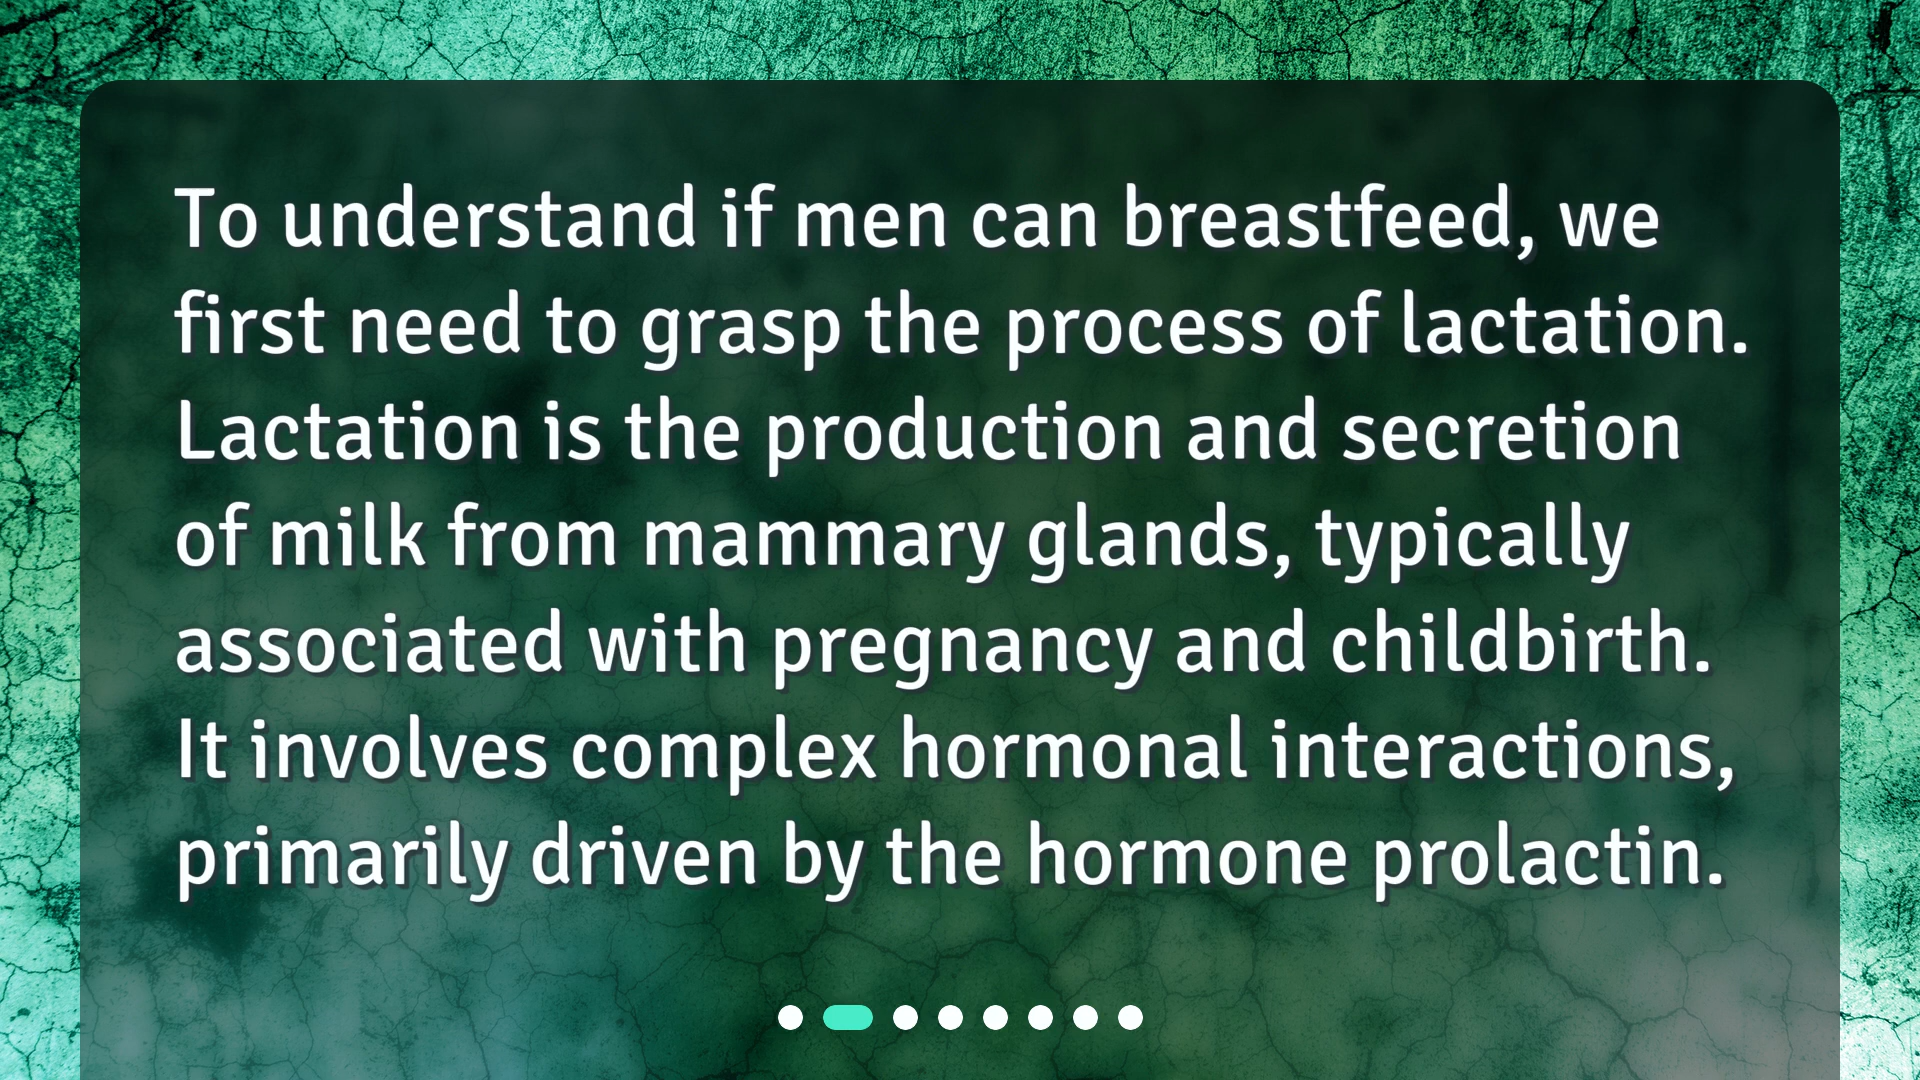 To understand if men can breastfeed, we
first need to grasp the process of lactation.
Lactation is the production and secretion
of milk from mammary glands, typically
associated with pregnancy and childbirth.
It involves complex hormonal interactions,
primarily driven by the hormone prolactin.